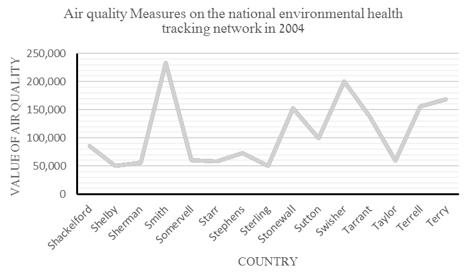 Air quality Measures on the national environmental health
tracking network in 2004
VALUE OF AIR QUALITY
250,000
200,000
150,000
100,000
50,000
0
Shackelford
Shelby
Sherman
Smith
Somervell
Starr
Stephens
Sterling
Stonewall
Sutton
Swisher
Tarrant
Taylor
Terrell
Terry
COUNTRY